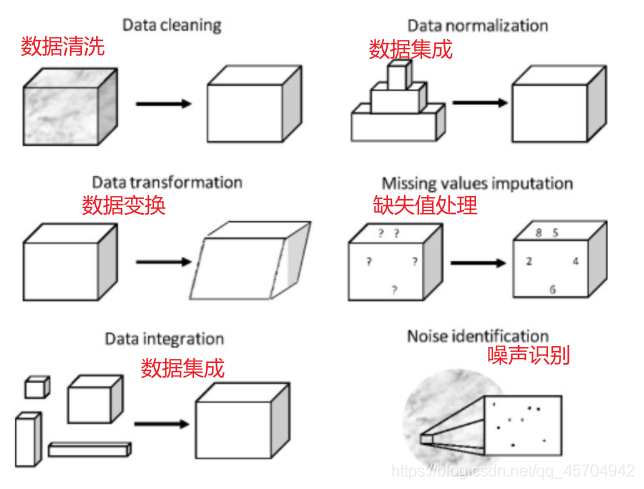 Data cleaning
数据清洗
Data normalization
数据集成
Data transformation
数据变换
Missing values imputation
缺失值处理
? ?
? ?
?
8 5
2 4
6
Data integration
数据集成
Noise identification
噪声识别
https://blog.csdn.net/qq_45704942